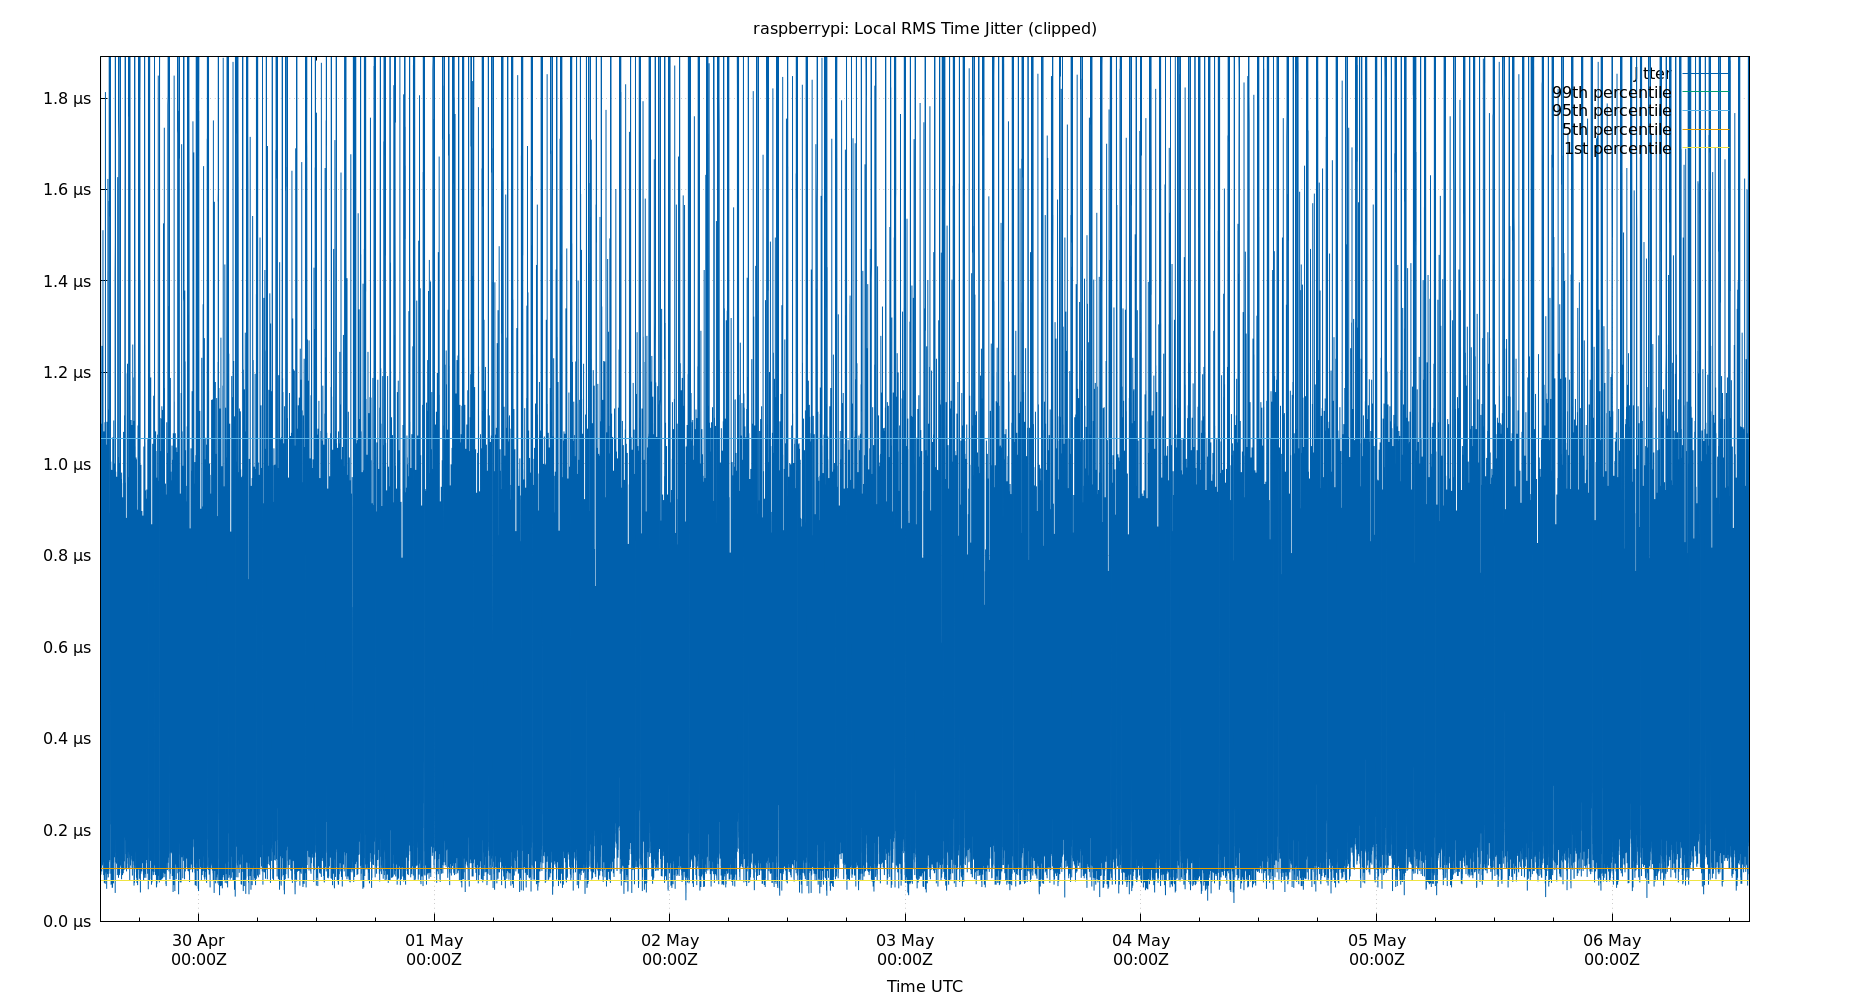 raspberrypi: Local RMS Time Jitter (clipped)
jitter
99th percentile
95th percentile
5th percentile
1st percentile
1.8 µs
1.6 µs
1.4 µs
1.2 µs
1.0 µs
0.8 µs
0.6 µs
0.4 µs
0.2 µs
0.0 µs
30 Apr 01 May 02 May 03 May 04 May 05 May 06 May
00:00Z 00:00Z 00:00Z 00:00Z 00:00Z 00:00Z 00:00Z
Time UTC